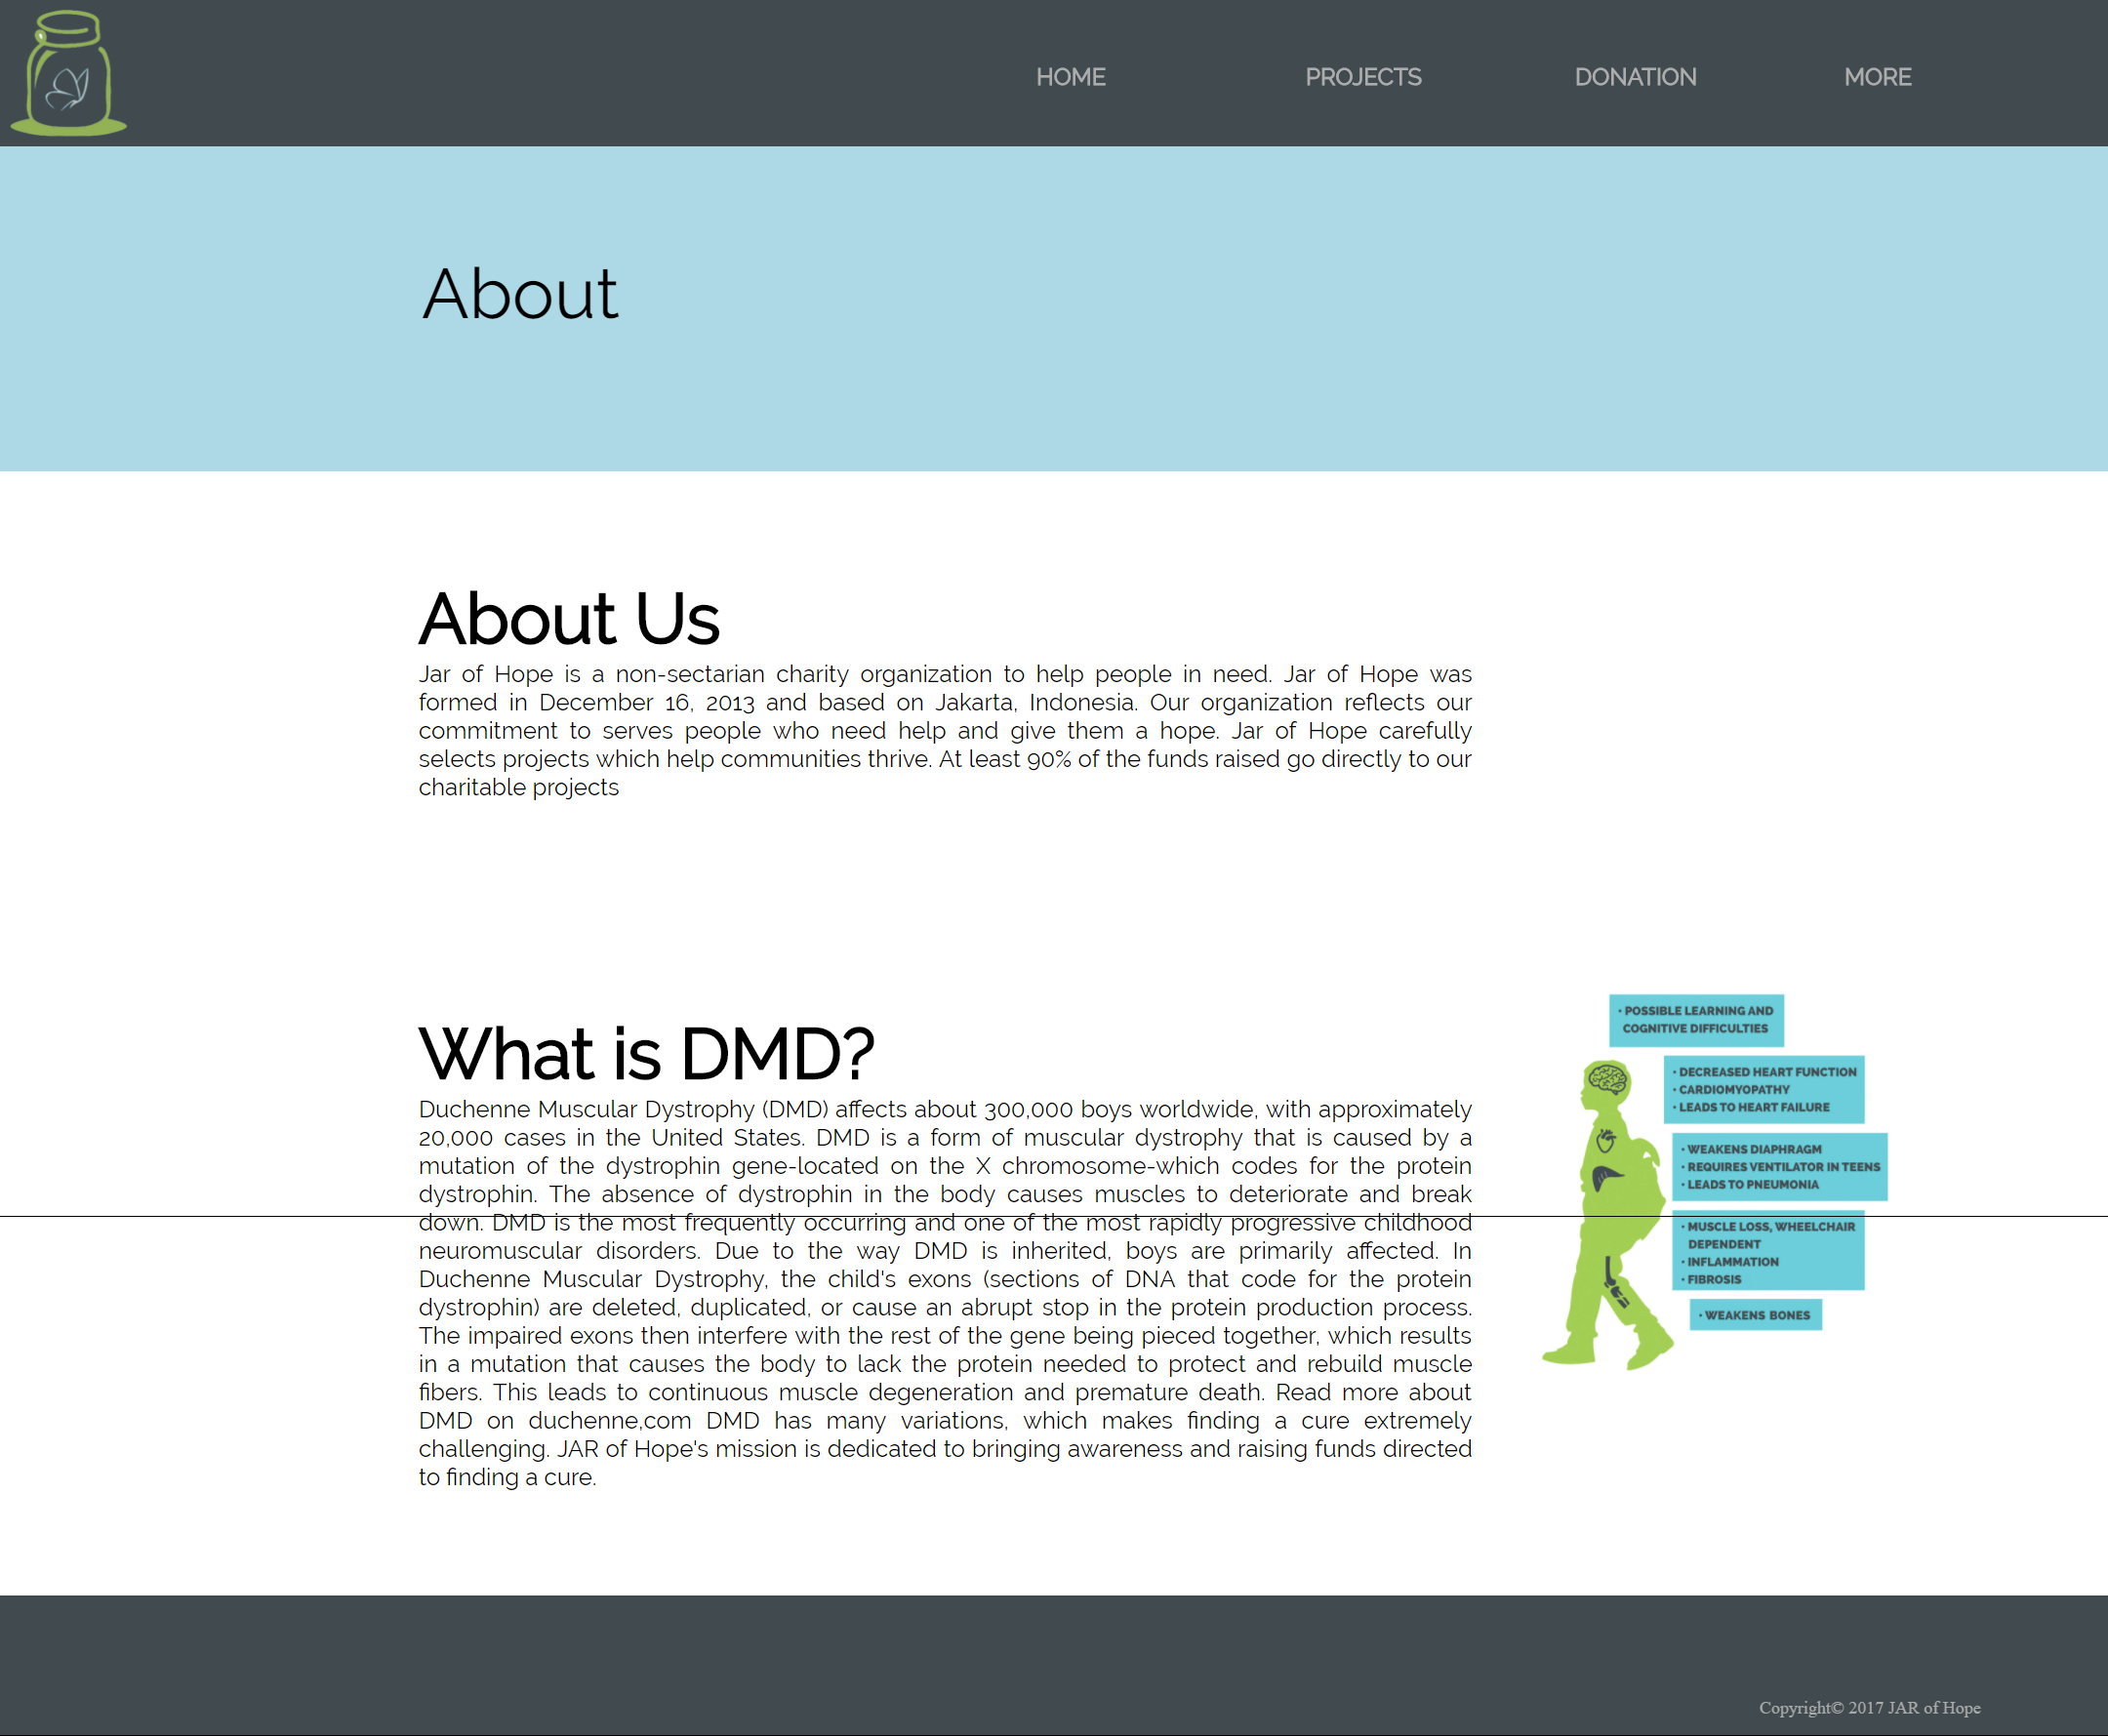 HOME PROJECTS DONATION MORE
About
About Us
Jar of Hope is a non-sectarian charity organization to help people in need. Jar of Hope was
formed in December 16, 2013 and based on Jakarta, Indonesia. Our organization reflects our
commitment to serves people who need help and give them a hope. Jar of Hope carefully
selects projects which help communities thrive. At least 90% of the funds raised go directly to our
charitable projects
What is DMD?
Duchenne Muscular Dystrophy (DMD) affects about 300,000 boys worldwide, with approximately
20,000 cases in the United States. DMD is a form of muscular dystrophy that is caused by a
mutation of the dystrophin gene-located on the X chromosome-which codes for the protein
dystrophin. The absence of dystrophin in the body causes muscles to deteriorate and break
down. DMD is the most frequently occurring and one of the most rapidly progressive childhood
neuromuscular disorders. Due to the way DMD is inherited, boys are primarily affected. In
Duchenne Muscular Dystrophy, the child's exons (sections of DNA that code for the protein
dystrophin) are deleted, duplicated, or cause an abrupt stop in the protein production process.
The impaired exons then interfere with the rest of the gene being pieced together, which results
in a mutation that causes the body to lack the protein needed to protect and rebuild muscle
fibers. This leads to continuous muscle degeneration and premature death. Read more about
DMD on duchenne,com DMD has many variations, which makes finding a cure extremely
challenging. JAR of Hope's mission is dedicated to bringing awareness and raising funds directed
to finding a cure.
• POSSIBLE LEARNING AND
COGNITIVE DIFFICULTIES
• DECREASED HEART FUNCTION
• CARDIOMYOPATHY
• LEADS TO HEART FAILURE
• WEAKENS DIAPHRAGM
• REQUIRES VENTILATOR IN TEENS
• LEADS TO PNEUMONIA
• MUSCLE LOSS, WHEELCHAIR
DEPENDENT
• INFLAMMATION
• FIBROSIS
• WEAKENS BONES
Copyright© 2017 JAR of Hope